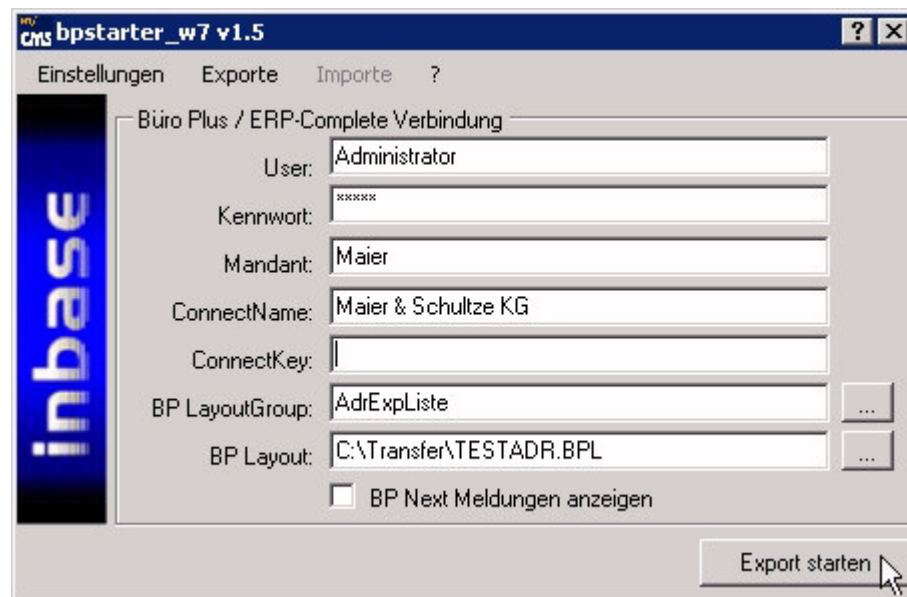 bpstarter_w7 v1.5
Einstellungen Exporte Importe ?
inbase
Büro Plus / ERP-Complete Verbindung
User: Administrator
Kennwort: *****
Mandant: Maier
ConnectName: Maier & Schultze KG
ConnectKey:
BP LayoutGroup: AdrExpListe ...
BP Layout: C:\Transfer\TESTADR.BPL ...
BP Next Meldungen anzeigen
Export starten